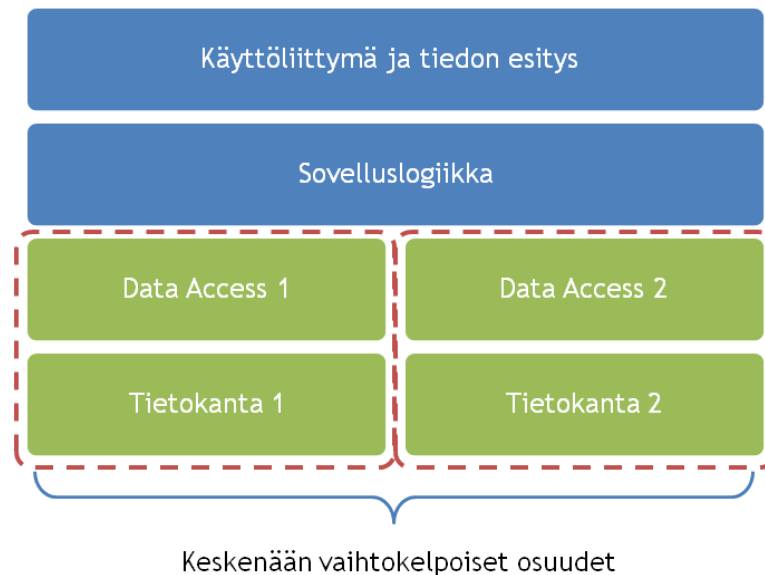 Käyttöliittymä ja tiedon esitys
Sovelluslogiikka
Data Access 1
Data Access 2
Tietokanta 1
Tietokanta 2
Keskenään vaihtokelpoiset osuudet